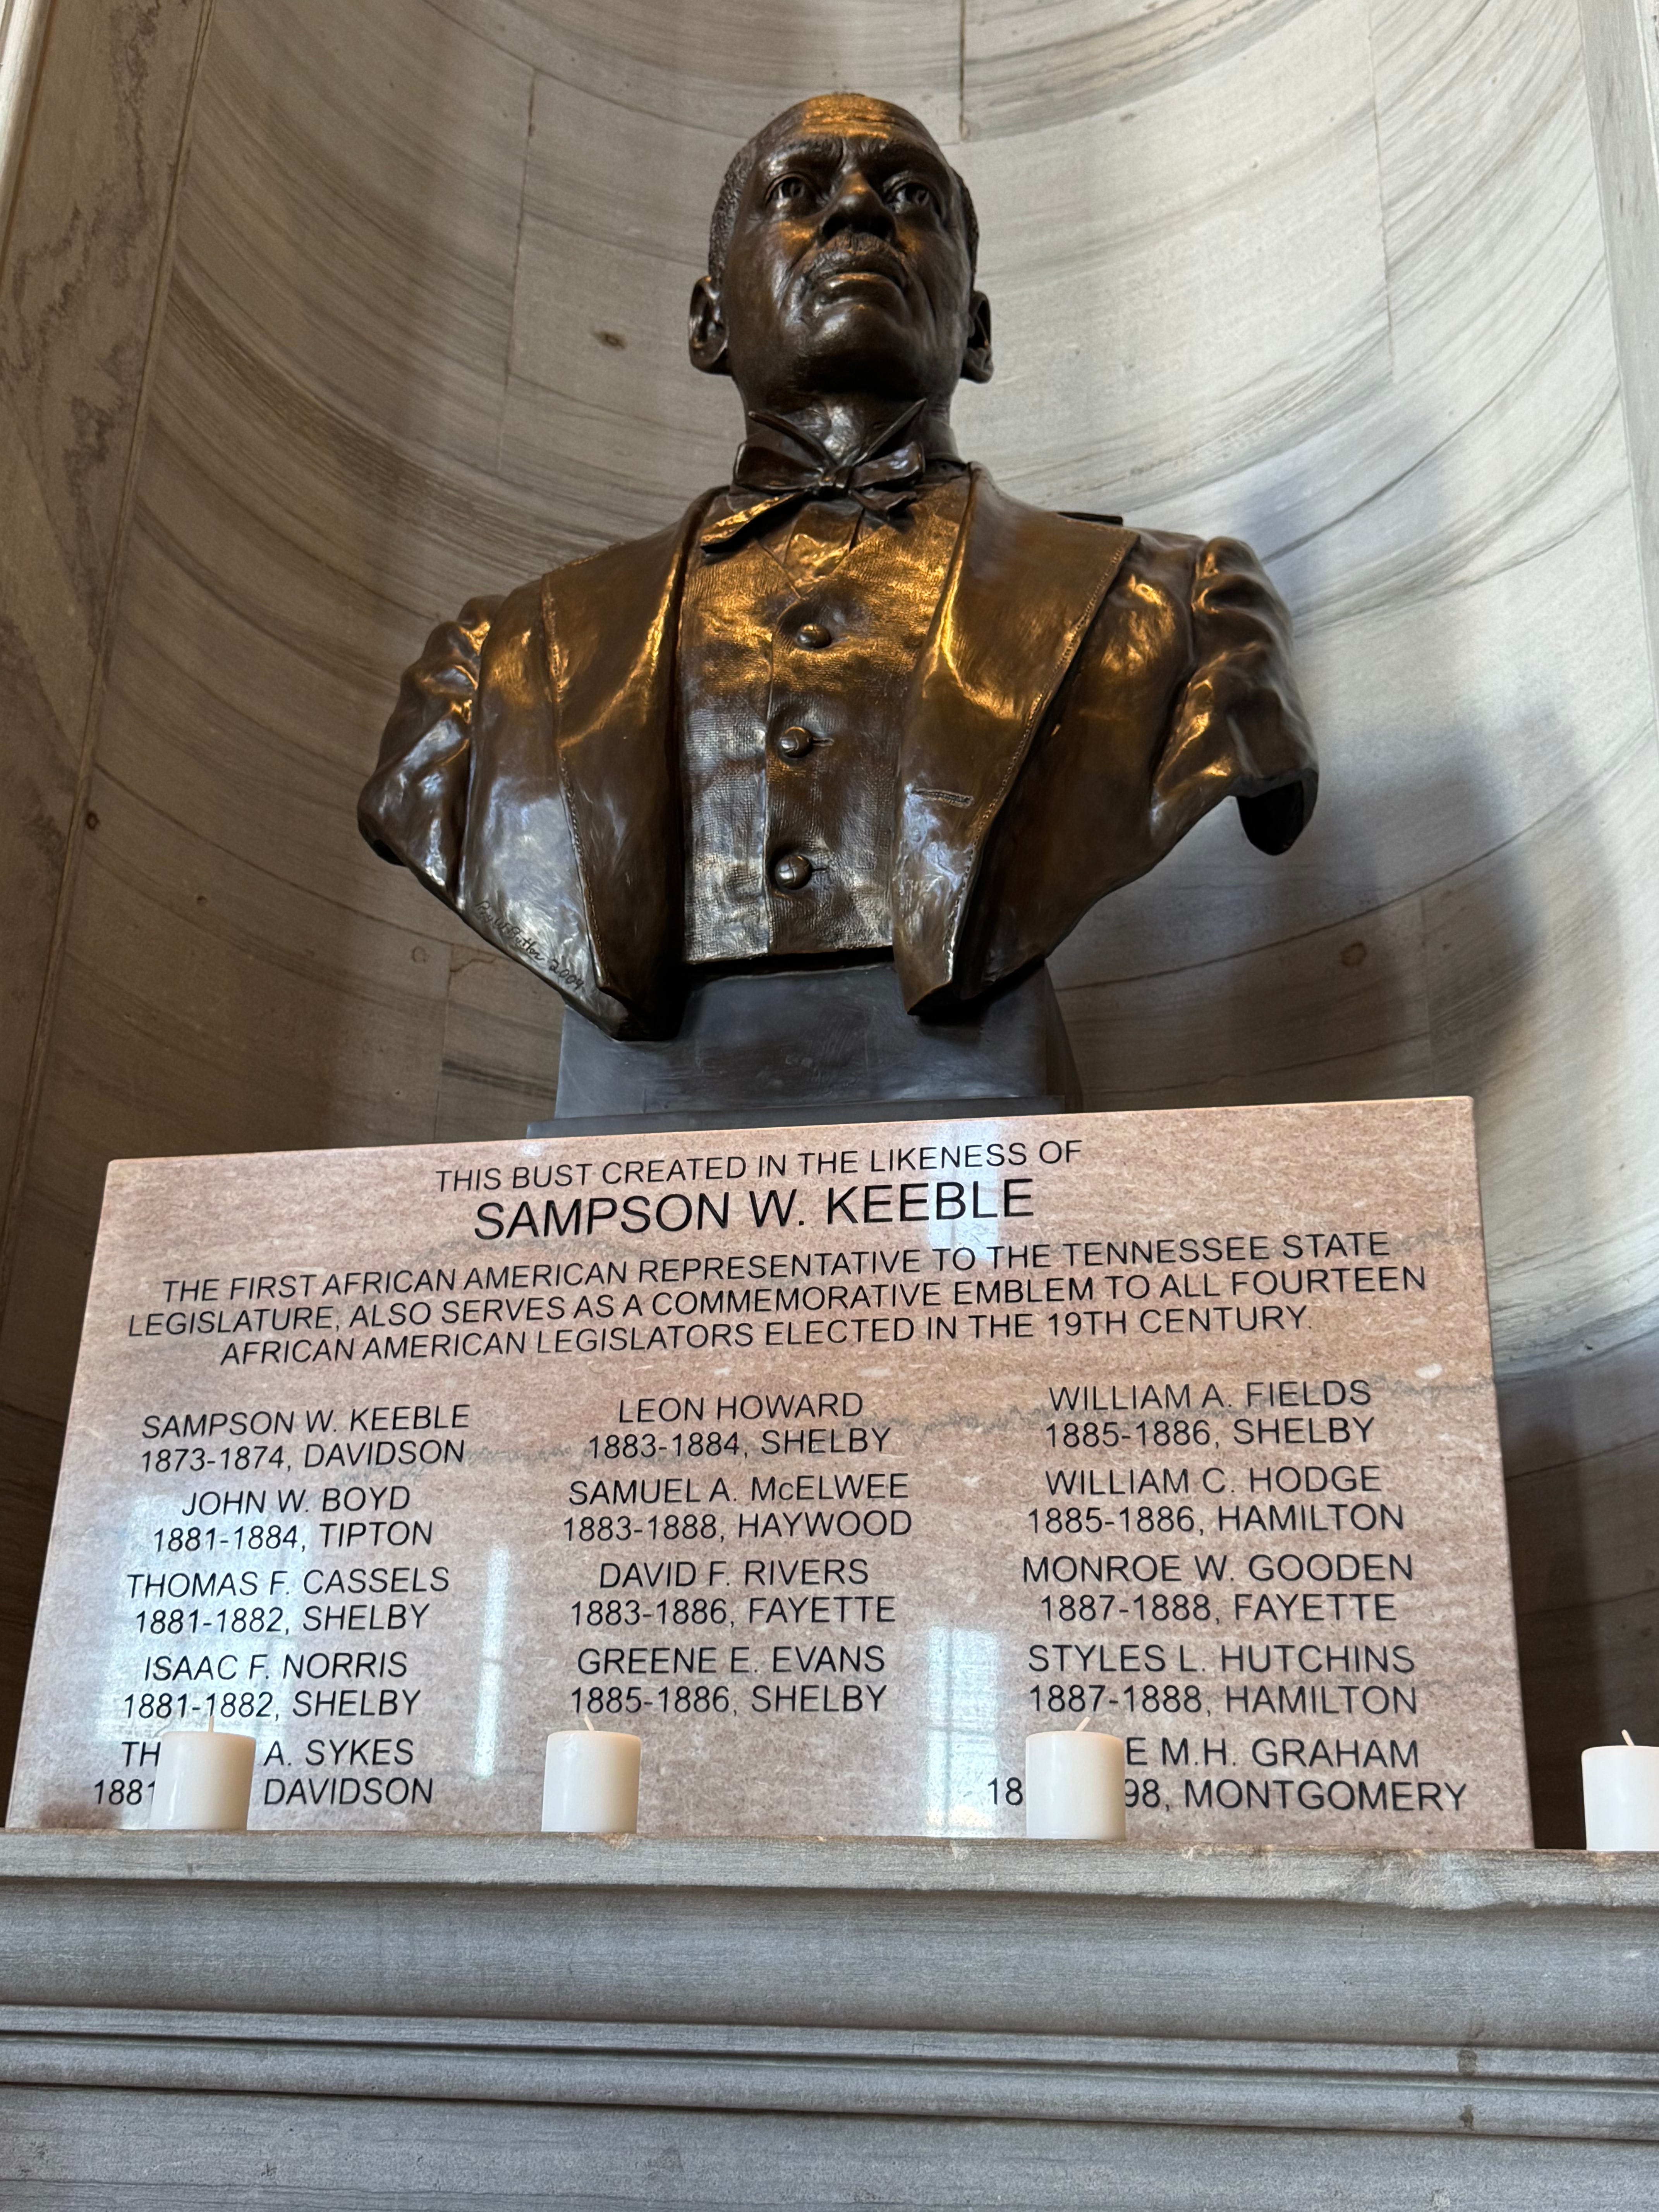 2009
THIS BUST CREATED IN THE LIKENESS OF
SAMPSON W. KEEBLE
THE FIRST AFRICAN AMERICAN REPRESENTATIVE TO THE TENNESSEE STATE
LEGISLATURE, ALSO SERVES AS A COMMEMORATIVE EMBLEM TO ALL FOURTEEN
AFRICAN AMERICAN LEGISLATORS ELECTED IN THE 19TH CENTURY.
SAMPSON W. KEEBLE
1873-1874, DAVIDSON
JOHN W. BOYD
1881-1884, TIPTON
THOMAS F. CASSELS
1881-1882, SHELBY
ISAAC F. NORRIS
1881-1882, SHELBY
A. SYKES
DAVIDSON
LEON HOWARD
1883-1884, SHELBY
SAMUEL A. McELWEE
1883-1888, HAYWOOD
DAVID F. RIVERS
1883-1886, FAYETTE
GREENE E. EVANS
1885-1886, SHELBY
WILLIAM A. FIELDS
1885-1886, SHELBY
WILLIAM C. HODGE
1885-1886, HAMILTON
MONROE W. GOODEN
1887-1888, FAYETTE
STYLES L. HUTCHINS
1887-1888, HAMILTON
M.H. GRAHAM
MONTGOMERY